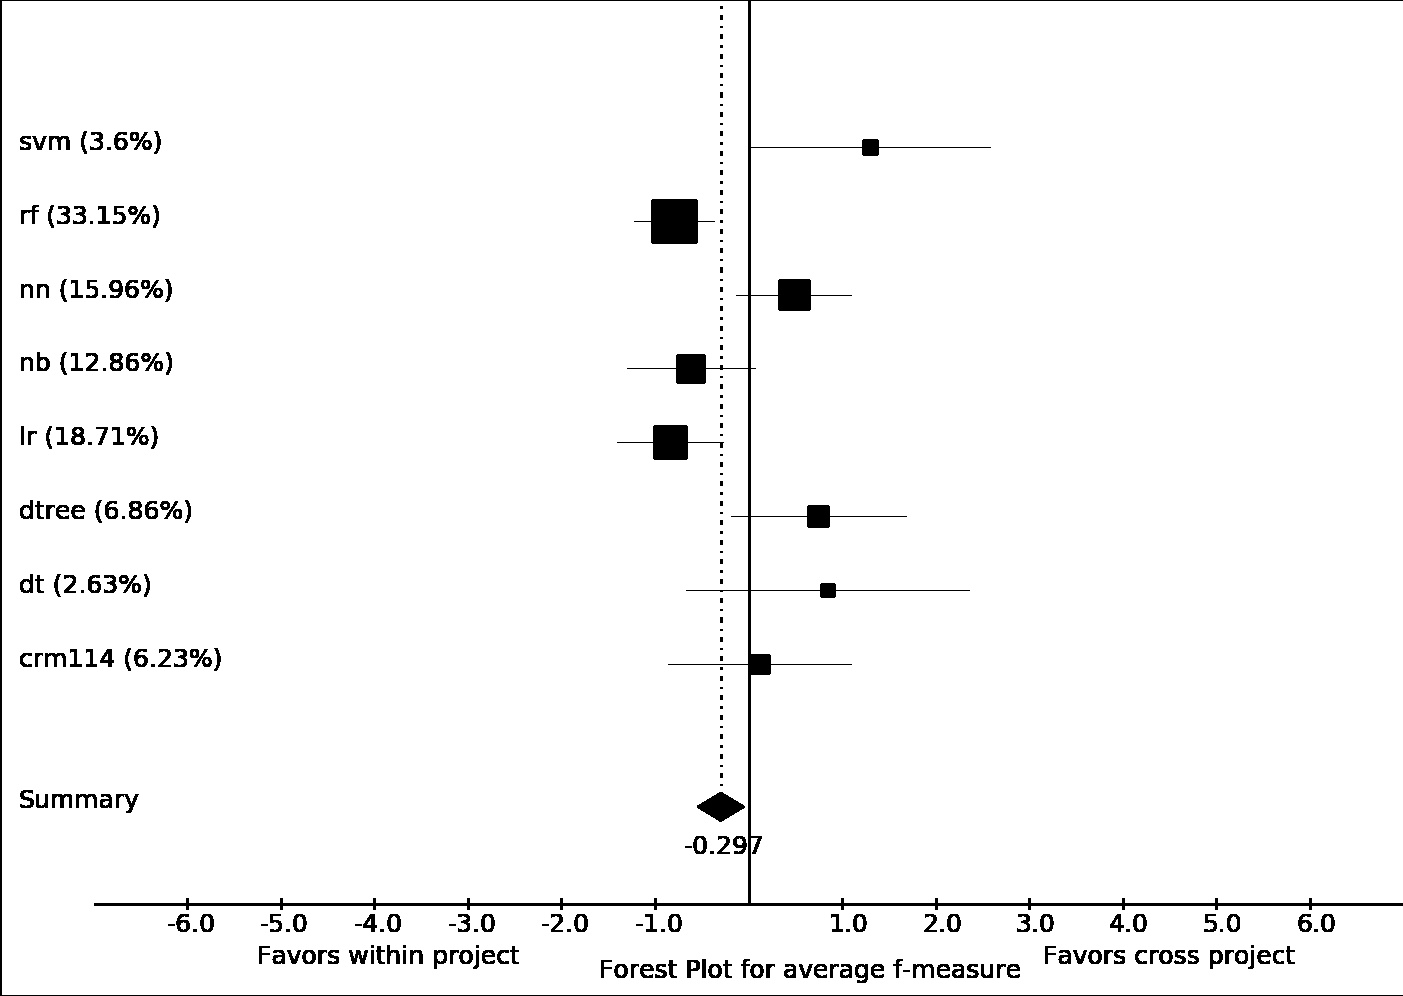 svm (3.6%)
rf (33.15%)
nn (15.96%)
nb (12.86%)
lr (18.71%)
dtree (6.86%)
dt (2.63%)
crm114 (6.23%)
Summary
-0.297
-6.0 -5.0 -4.0 -3.0 -2.0 -1.0 1.0 2.0 3.0 4.0 5.0 6.0
Favors within project Favors cross project
Forest Plot for average f-measure